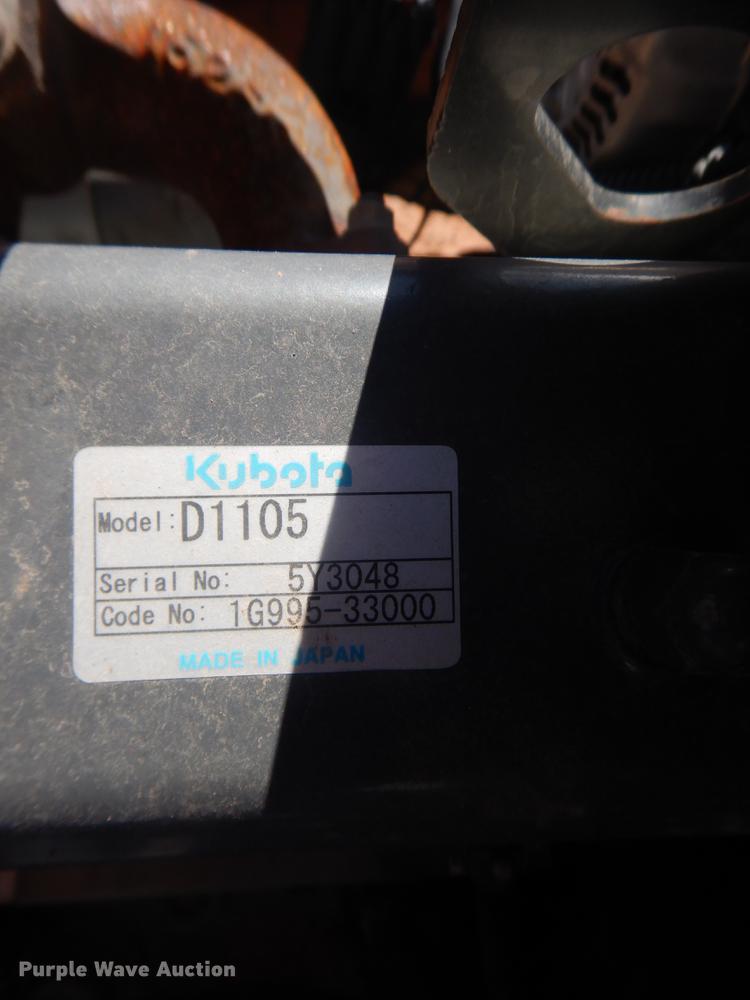 Kubota
Model: D1105
Serial No: 5Y3048
Code No: 1G995-33000
MADE IN JAPAN
Purple Wave Auction